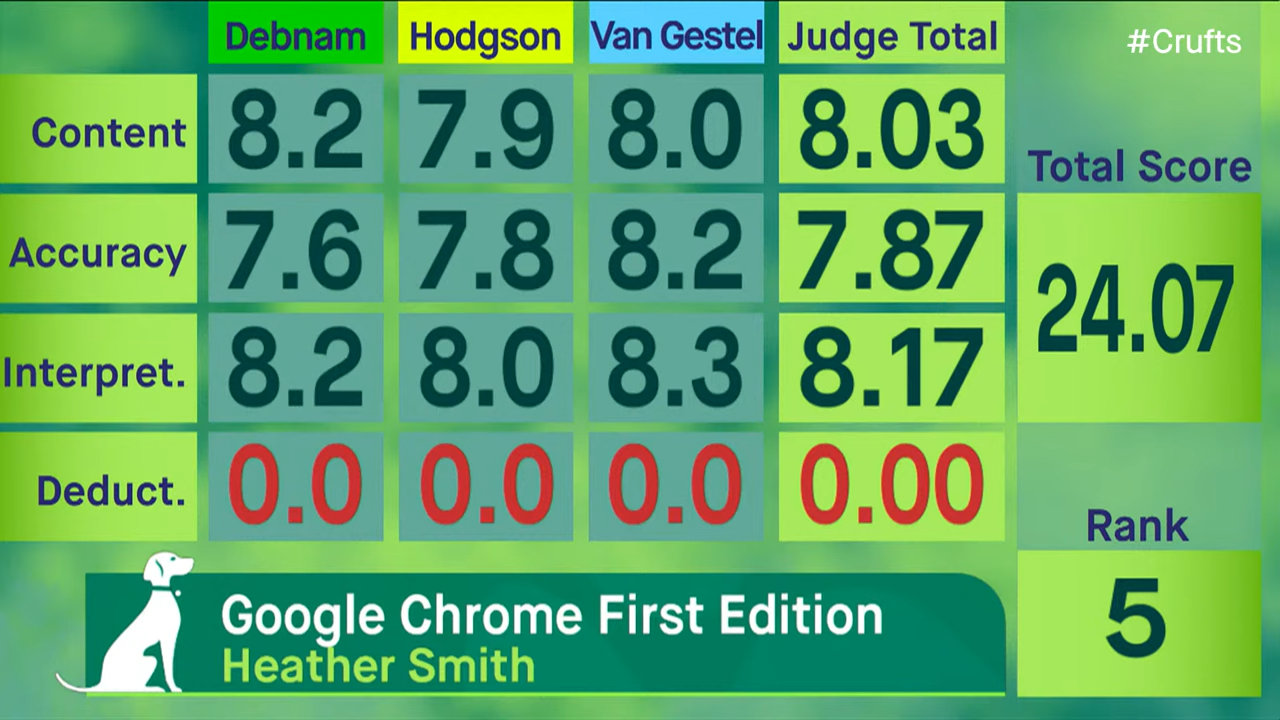 Debnam Hodgson Van Gestel Judge Total #Crufts
Content 8.2 7.9 8.0 8.03
Total Score
Accuracy 7.6 7.8 8.2 7.87
24.07
Interpret. 8.2 8.0 8.3 8.17
Deduct. 0.0 0.0 0.0 0.00
Rank
5
Google Chrome First Edition
Heather Smith